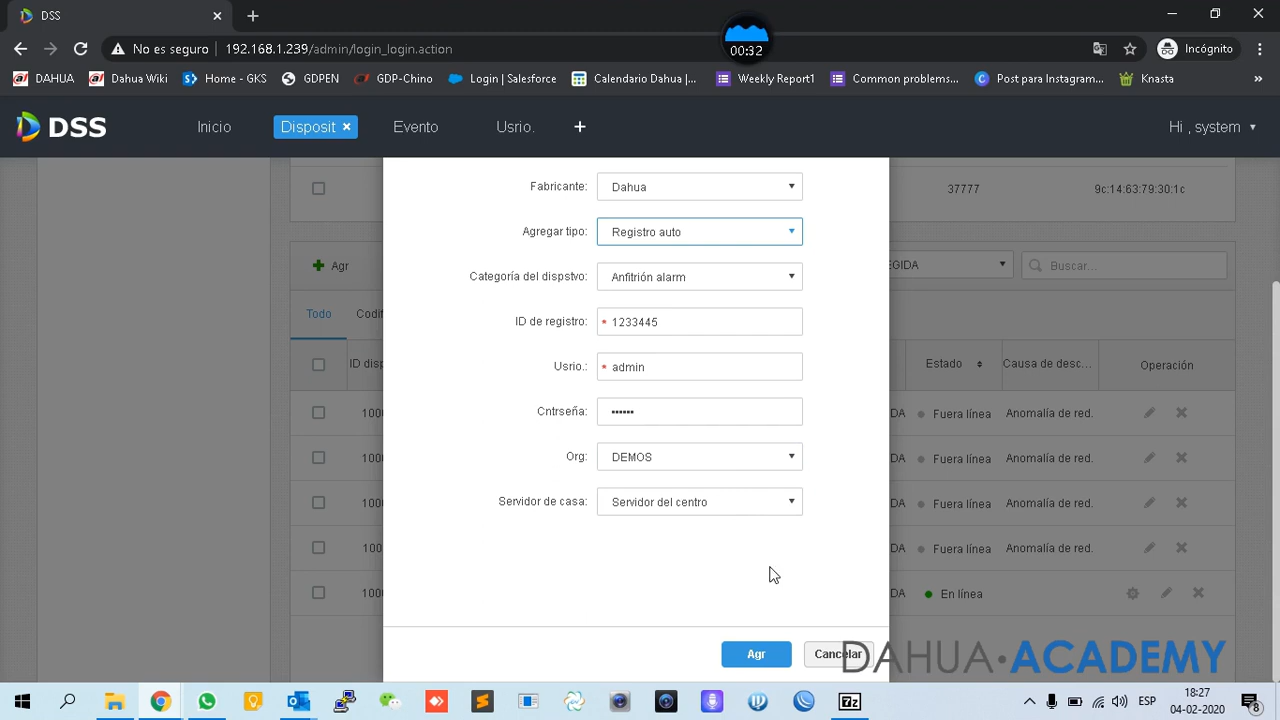 DSS
No es seguro 192.168.1.239/admin/login_login.action 00:32 Incógnito
DAHUA Dahua Wiki Home - GKS GDPEN GDP-Chino Login | Salesforce Calendario Dahua |... Weekly Report1 Common problems... Post para Instagram... Knasta »
DSS Inicio Disposit Evento Usrio. + Hi , system
Fabricante: Dahua 37777 9c:14:63:79:30:1c
Agregar tipo: Registro auto
Agr EGIDA Buscar...
Categoría del dispstvo: Anfitrión alarm
Todo Codif ID de registro: * 1233445
ID disp Usrio.: * admin Estado Causa de desc... Operación
1000 Cntrseña: •••••• DA Fuera línea Anomalía de red.
1000 Org: DEMOS DA Fuera línea Anomalía de red.
1000 Servidor de casa: Servidor del centro DA Fuera línea Anomalía de red.
1000 DA Fuera línea Anomalía de red.
1000 DA En línea
Agr Cancelar
DAHUA•ACADEMY
7z ESP 18:27
04-02-2020 8